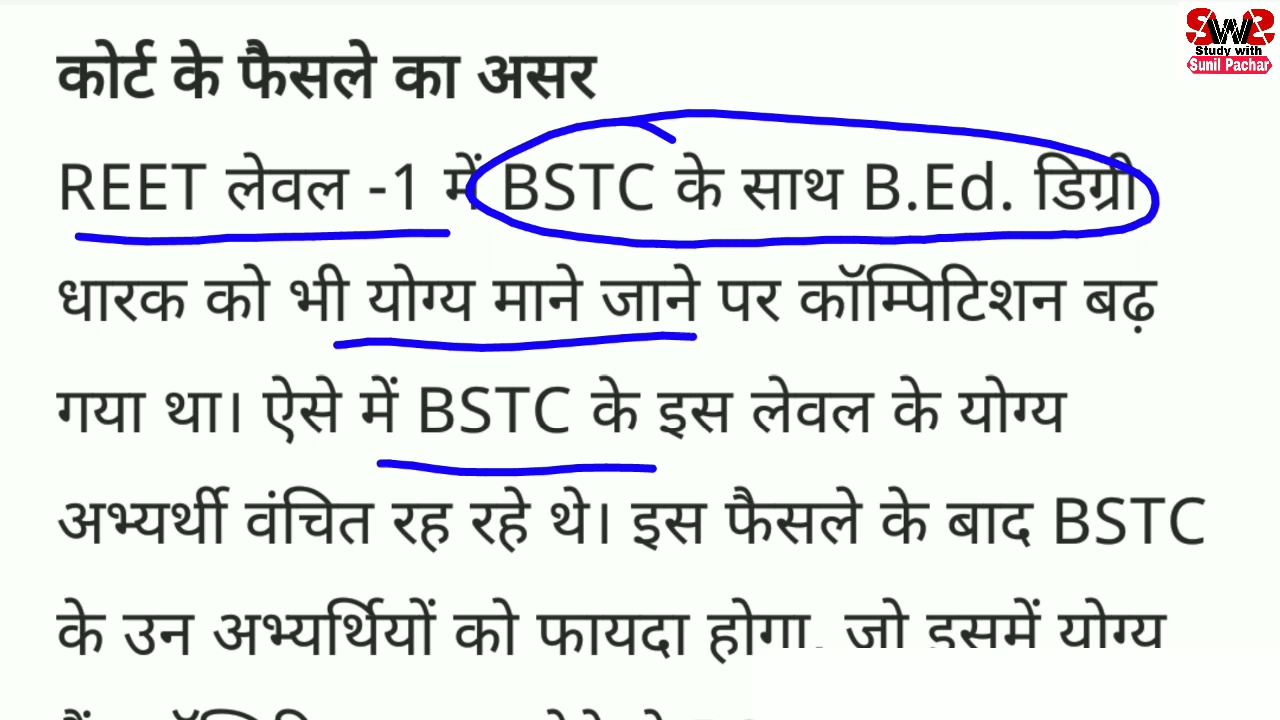 SWS
Study with
Sunil Pachar
कोर्ट के फैसले का असर
REET लेवल -1 में BSTC के साथ B.Ed. डिग्री
धारक को भी योग्य माने जाने पर कॉम्पिटिशन बढ़
गया था। ऐसे में BSTC के इस लेवल के योग्य
अभ्यर्थी वंचित रह रहे थे। इस फैसले के बाद BSTC
के उन अभ्यर्थियों को फायदा होगा, जो इसमें योग्य